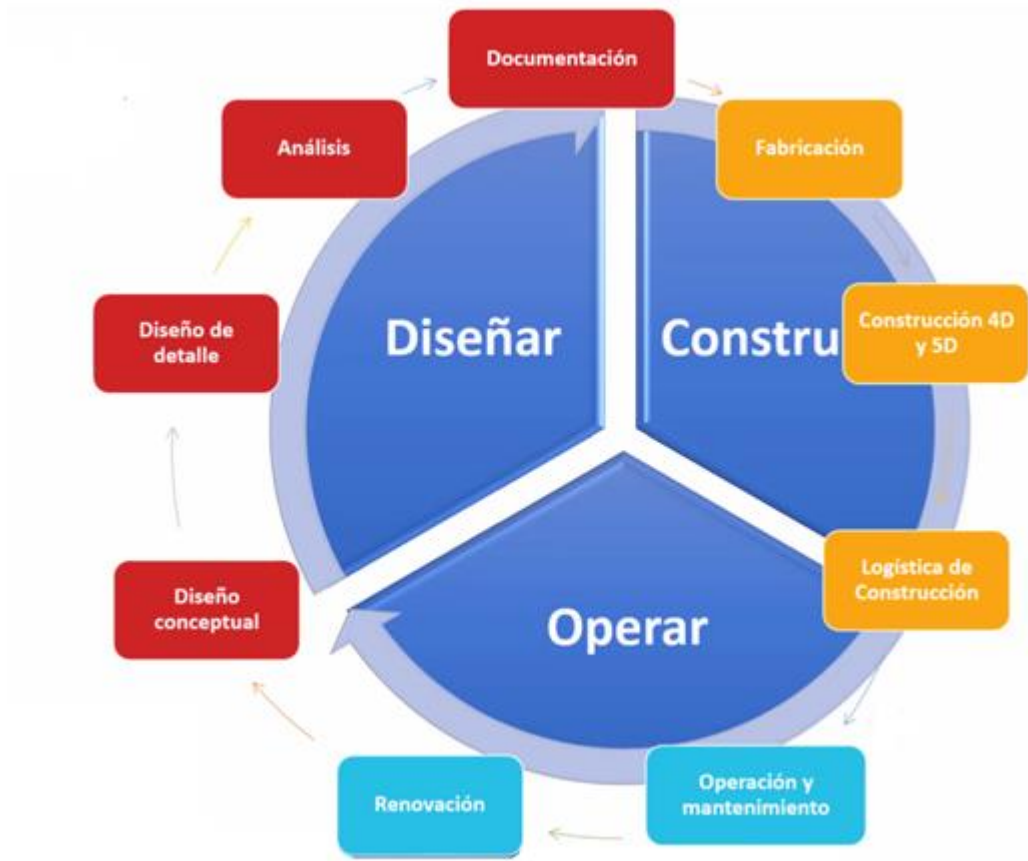 Documentación
Análisis
Fabricación
Diseño de
detalle
Diseñar
Constru
Construcción 4D
y 5D
Diseño
conceptual
Operar
Logística de
Construcción
Renovación
Operación y
mantenimiento